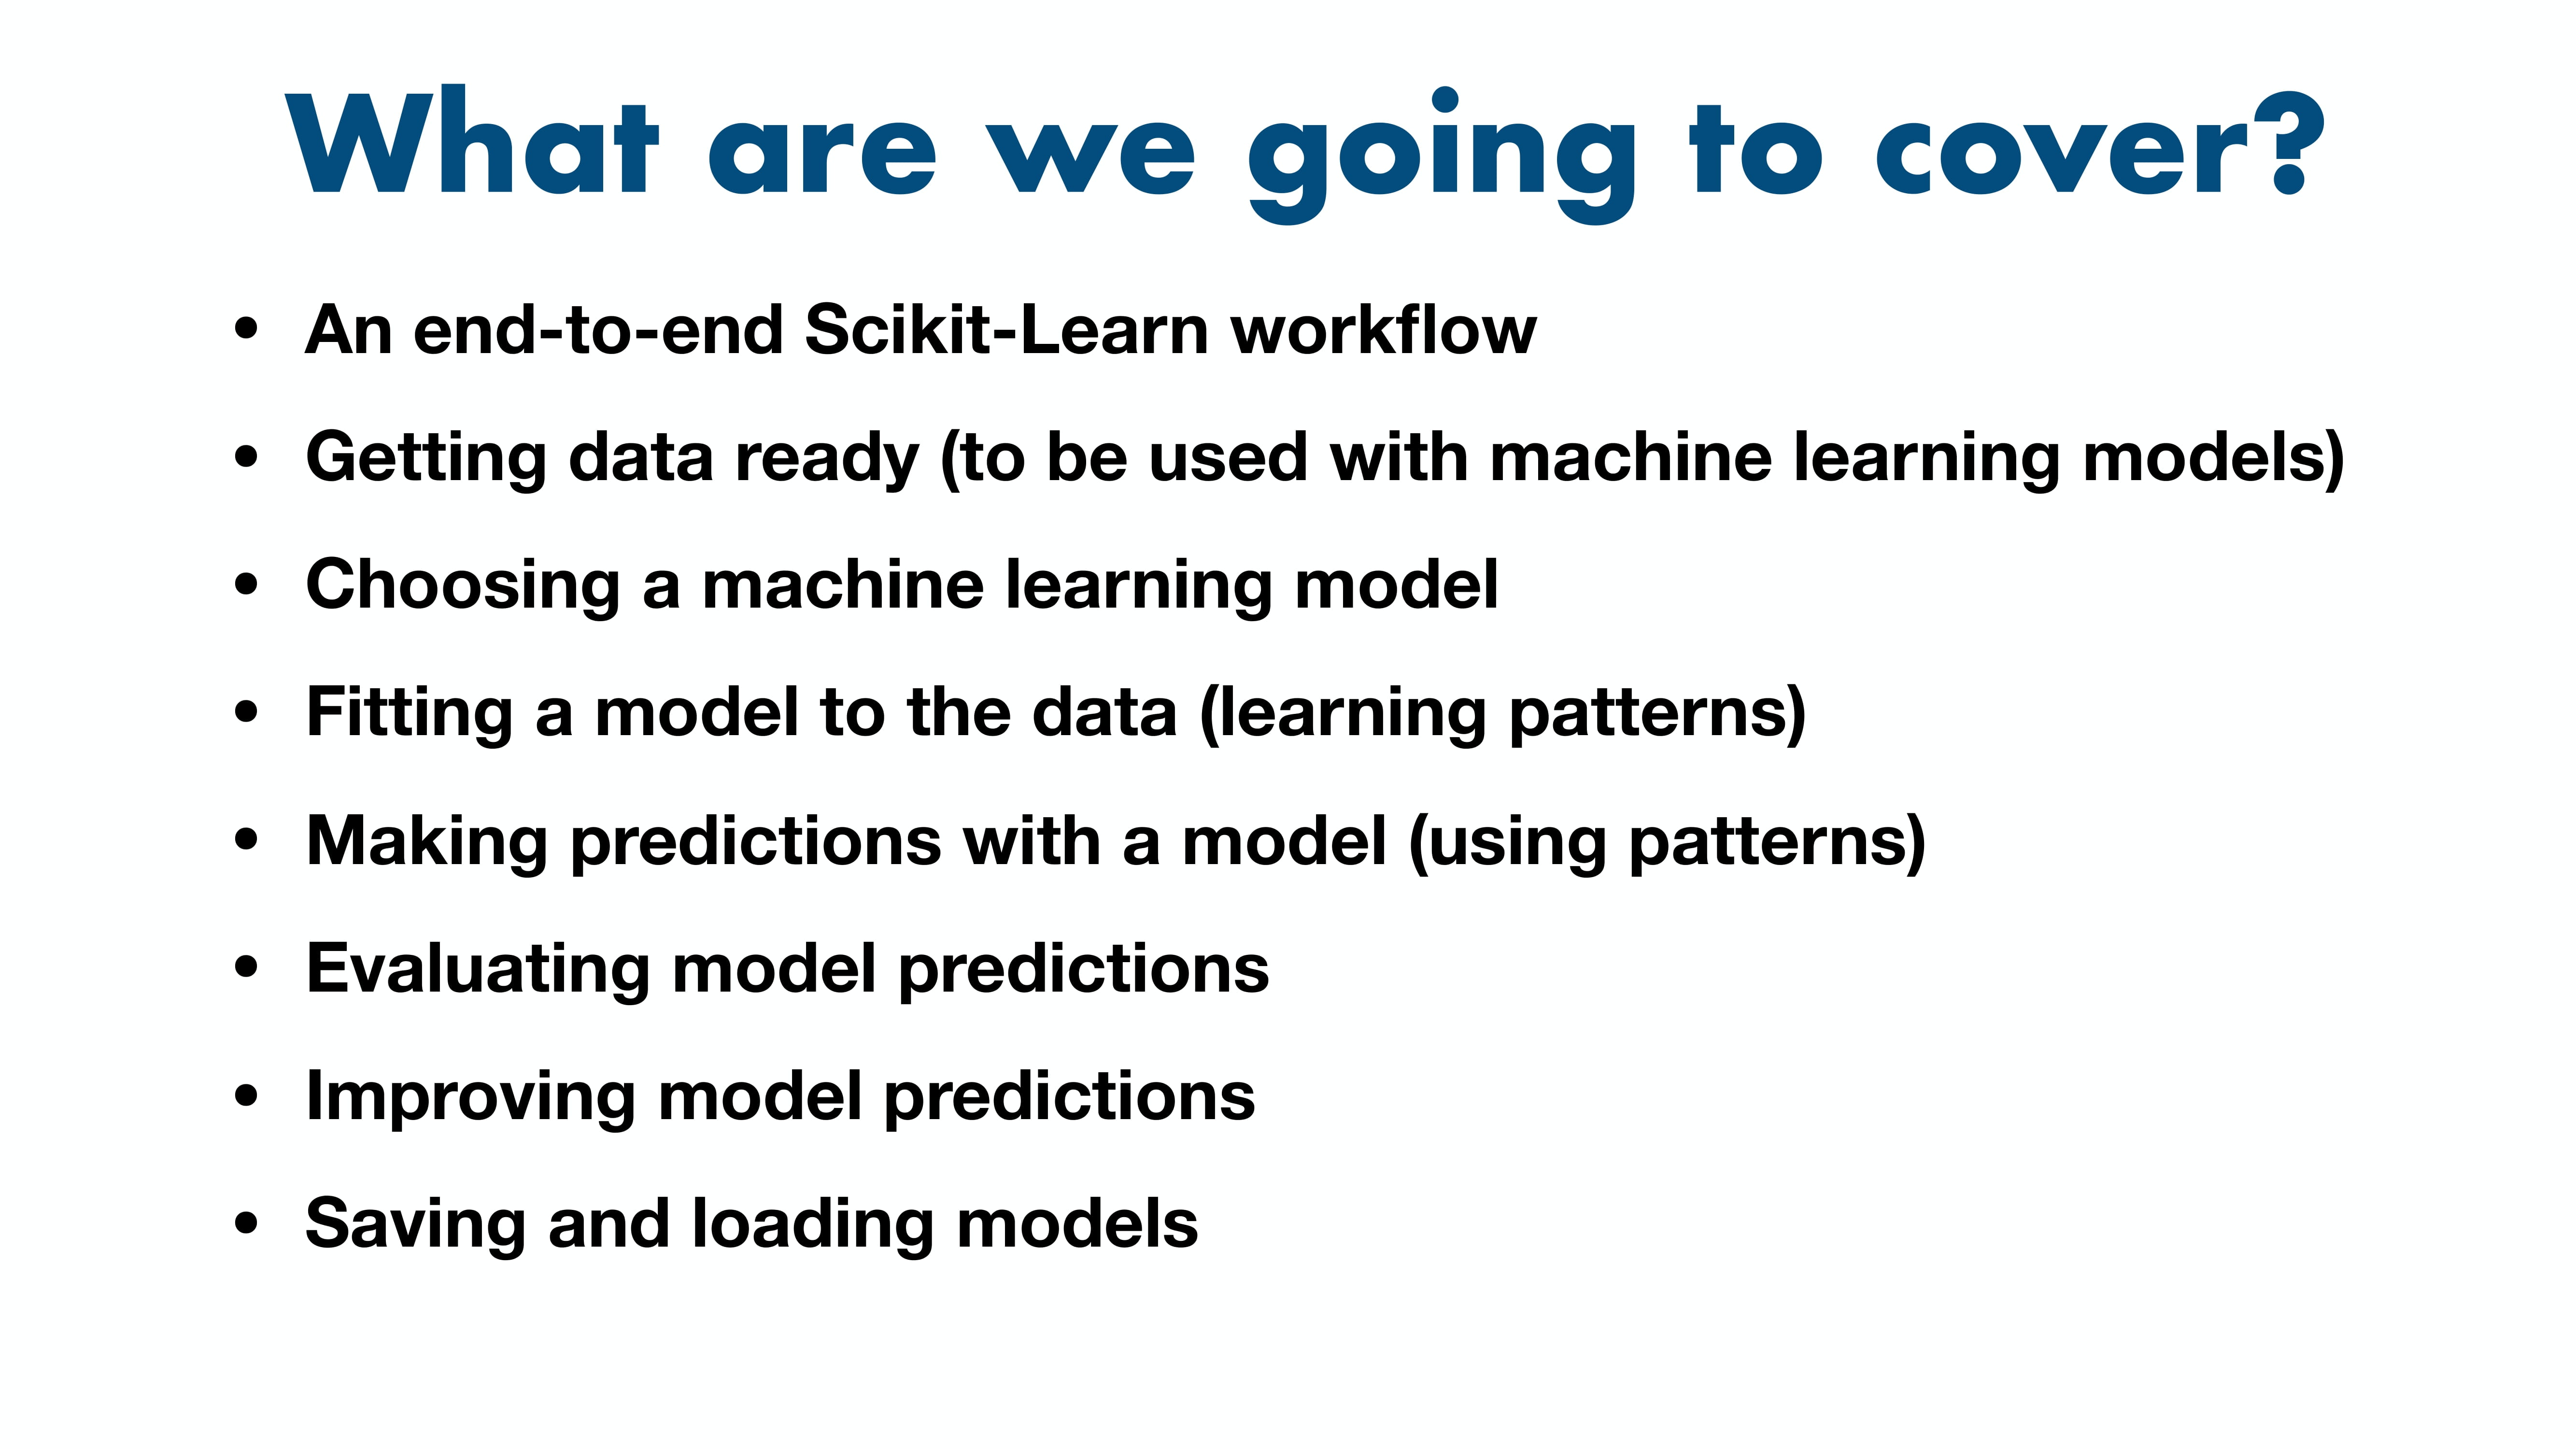 What are we going to cover?
• An end-to-end Scikit-Learn workflow
• Getting data ready (to be used with machine learning models)
• Choosing a machine learning model
• Fitting a model to the data (learning patterns)
• Making predictions with a model (using patterns)
• Evaluating model predictions
• Improving model predictions
• Saving and loading models